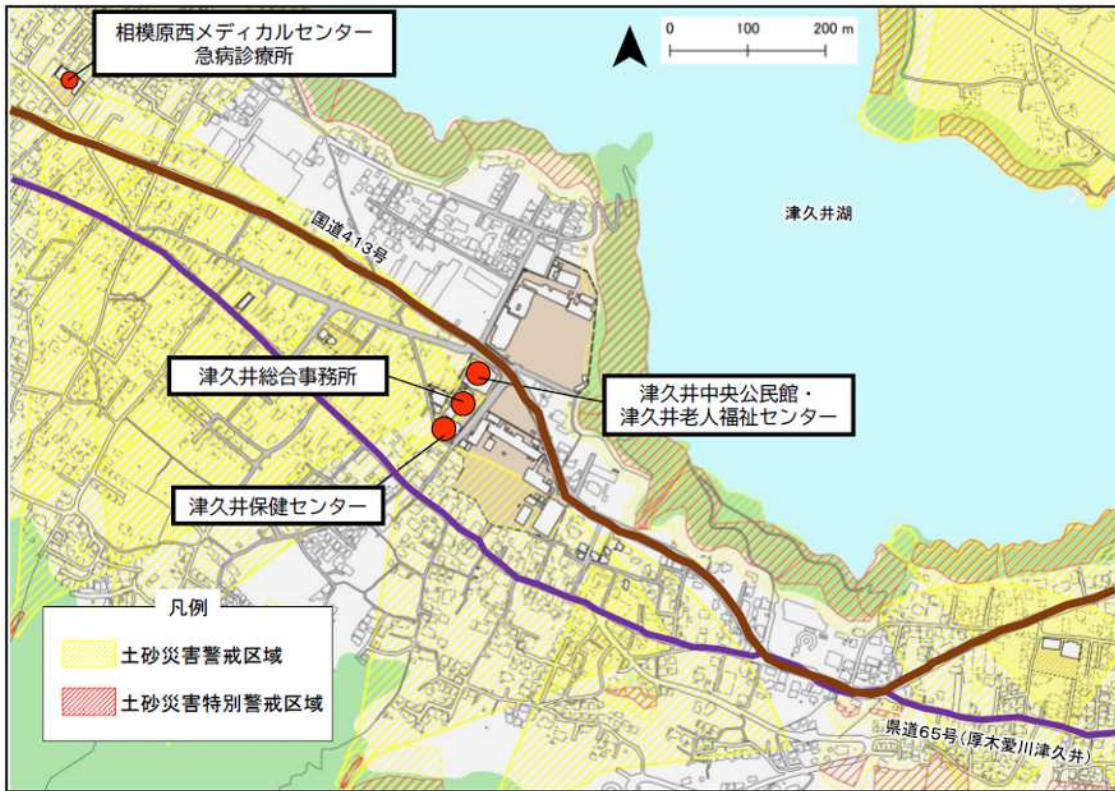 相模原西メディカルセンター
急病診療所
0 100 200 m
津久井湖
国道413号
津久井総合事務所
津久井中央公民館・
津久井老人福祉センター
津久井保健センター
凡例
土砂災害警戒区域
土砂災害特別警戒区域
県道65号(厚木愛川津久井)